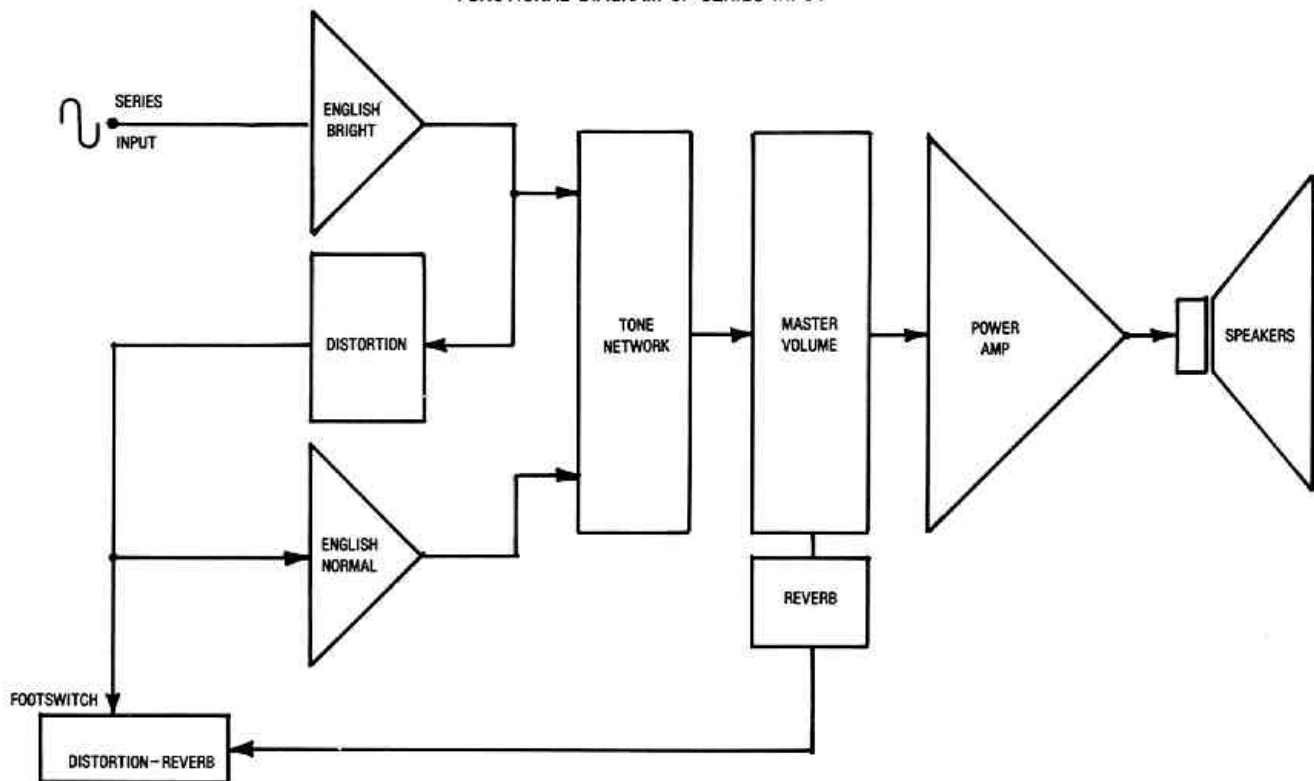 SERIES
INPUT
ENGLISH
BRIGHT
DISTORTION
TONE
NETWORK
MASTER
VOLUME
POWER
AMP
SPEAKERS
ENGLISH
NORMAL
REVERB
FOOTSWITCH
DISTORTION-REVERB